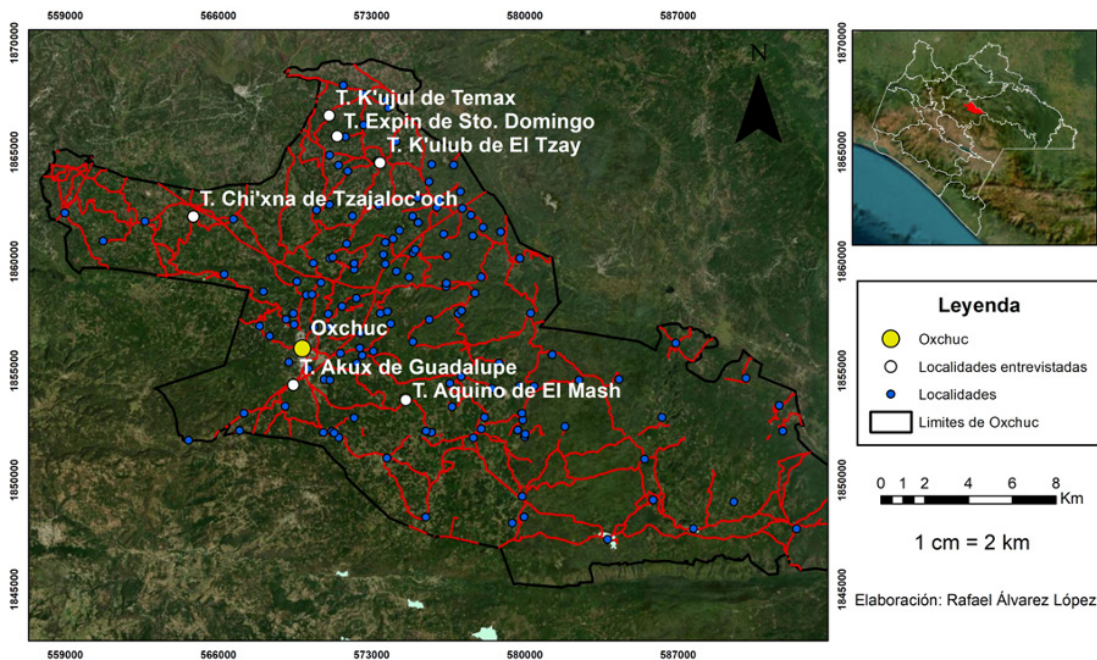 559000 566000 573000 580000 587000
1870000
1865000
1860000
1855000
1850000
1845000
N
T. K'ujul de Temax
T. Expin de Sto. Domingo
T. K'ulub de El Tzay
T. Chi'xna de Tzajaloc'och
Oxchuc
T. Akux de Guadalupe
T. Aquino de El Mash
1870000
1865000
1860000
1855000
1850000
1845000
559000 566000 573000 580000 587000
Leyenda
Oxchuc
Localidades entrevistadas
Localidades
Limites de Oxchuc
0 1 2 4 6 8
Km
1 cm = 2 km
Elaboración: Rafael Álvarez López